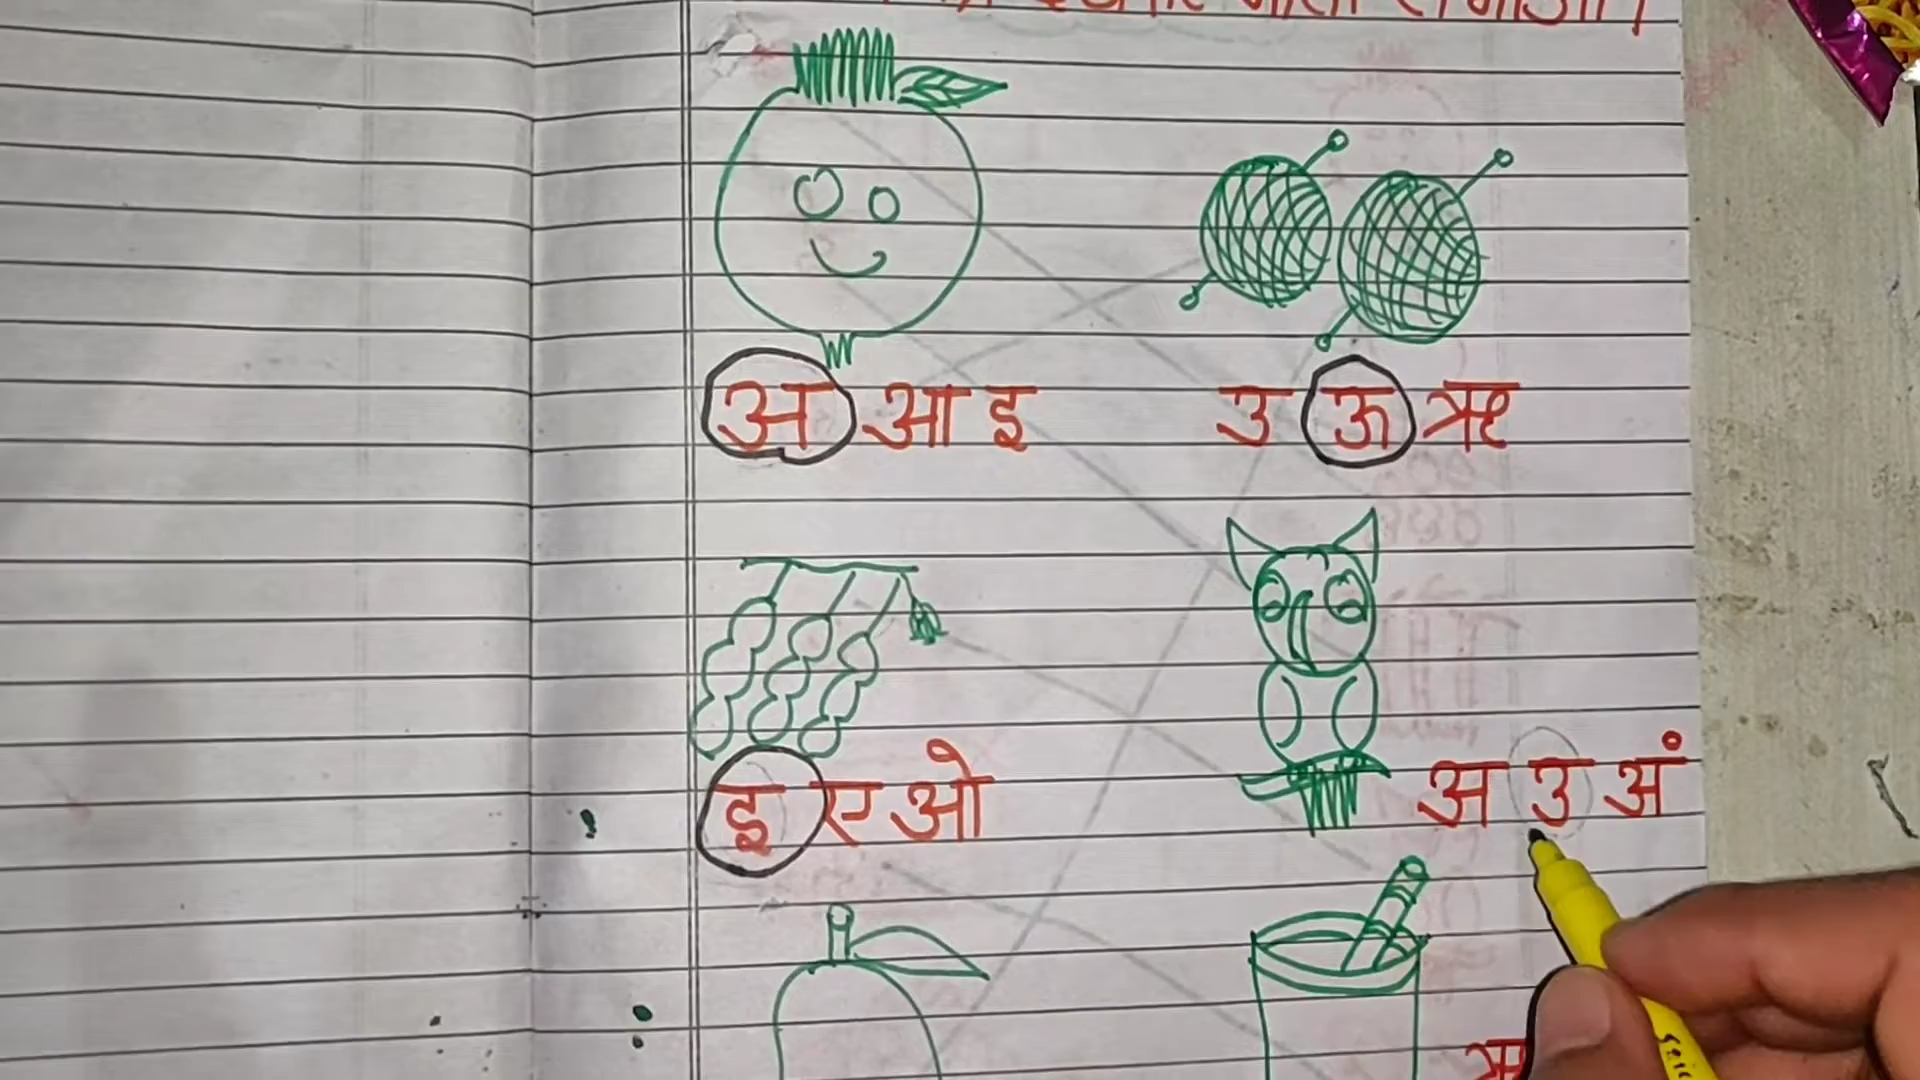 अ आ इ
उ ऊ ऋ
इ ए ओ
अ उ अं